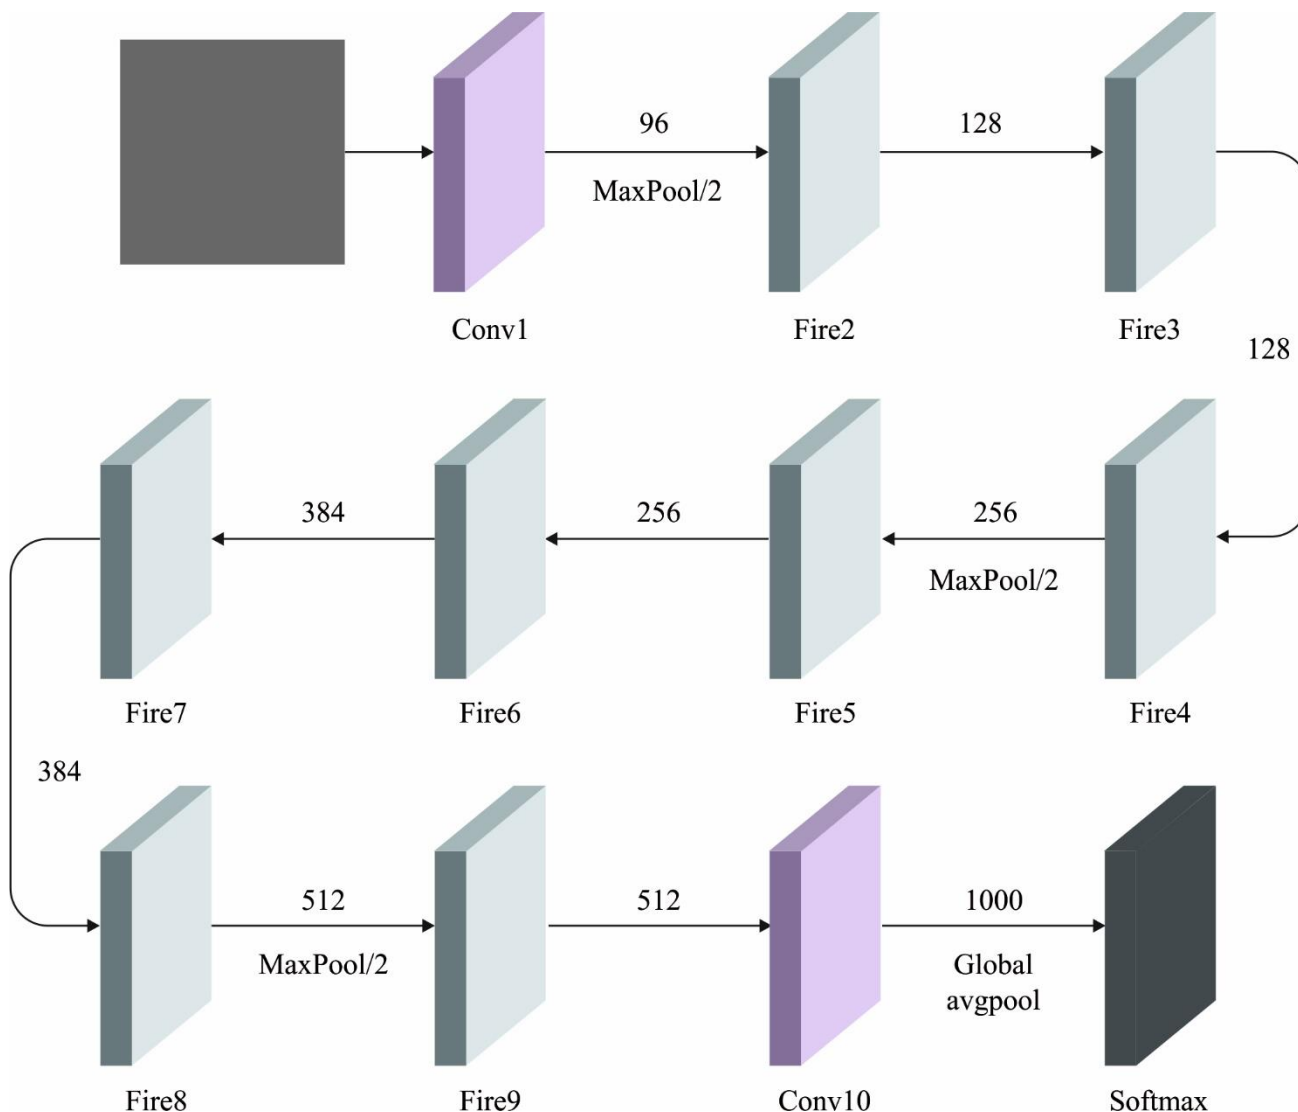 96
128
MaxPool/2
Conv1
Fire2
Fire3
128
384
256
256
MaxPool/2
Fire7
Fire6
Fire5
Fire4
384
512
512
1000
MaxPool/2
Global
avgpool
Fire8
Fire9
Conv10
Softmax